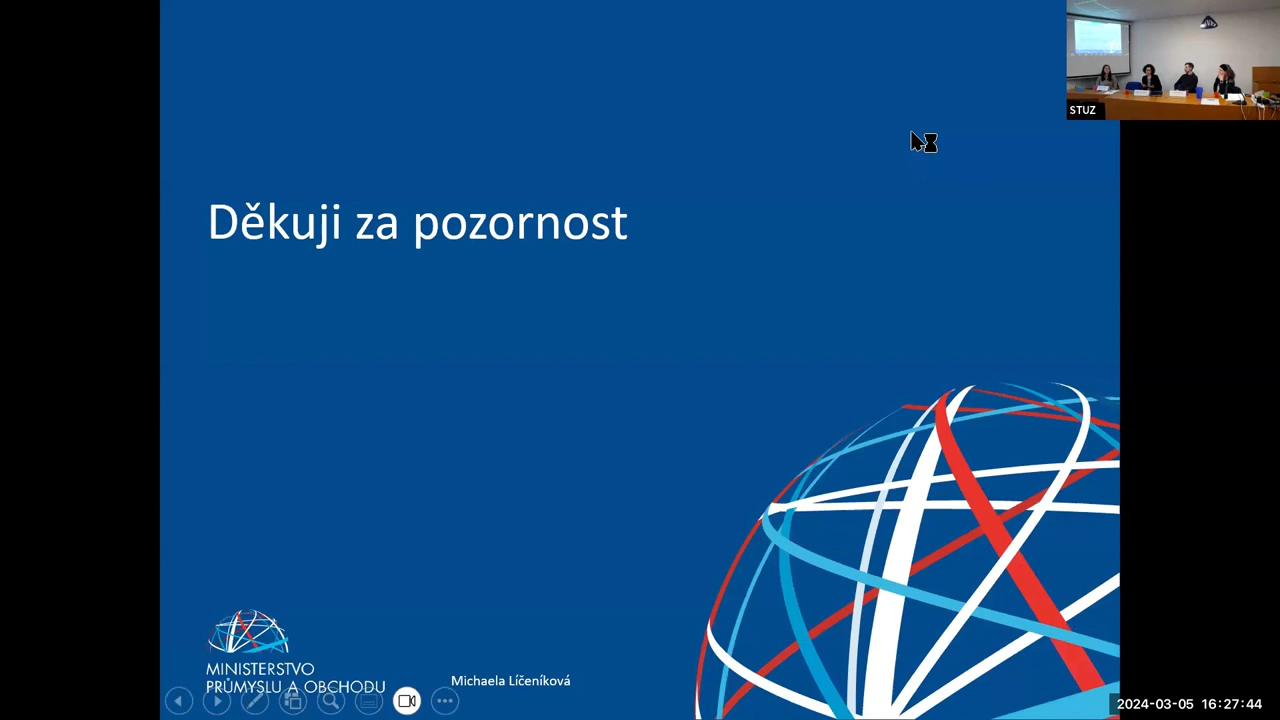 STUZ
Děkuji za pozornost
MINISTERSTVO
PRŮMYSLU A OBCHODU
Michaela Líčeníková
2024-03-05 16:27:44